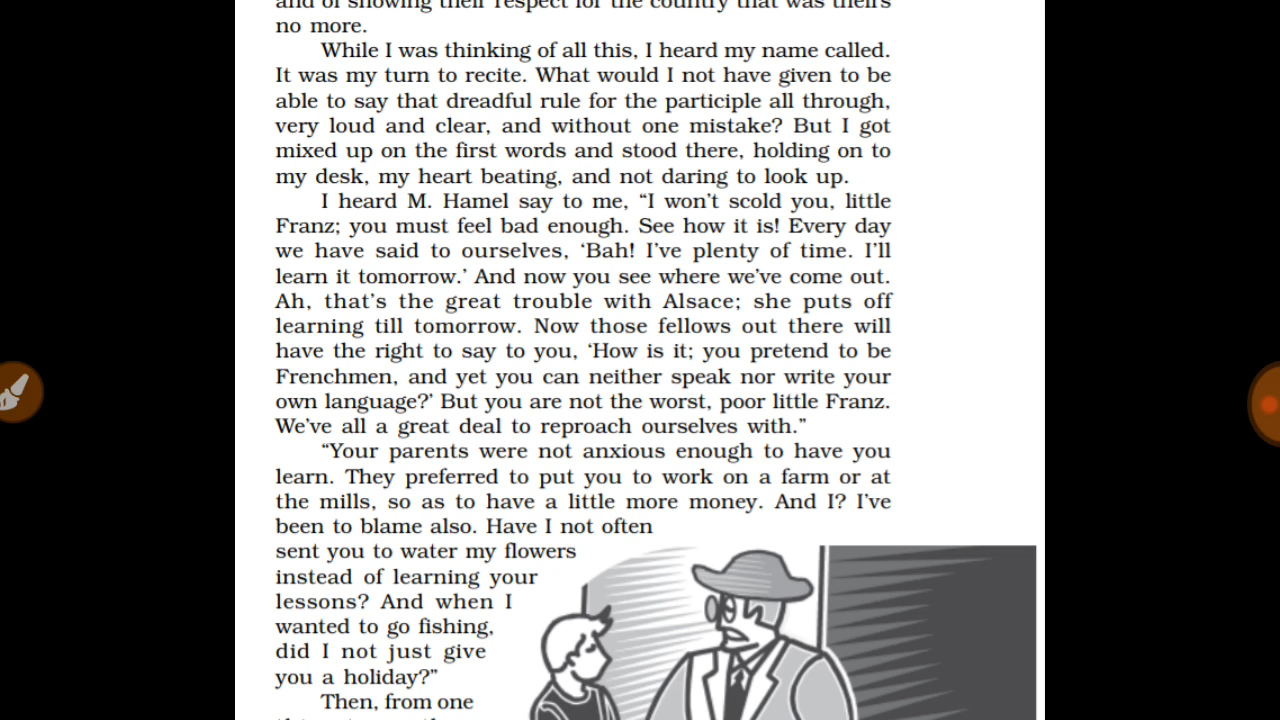 and of showing their respect for the country that was theirs
no more.
While I was thinking of all this, I heard my name called.
It was my turn to recite. What would I not have given to be
able to say that dreadful rule for the participle all through,
very loud and clear, and without one mistake? But I got
mixed up on the first words and stood there, holding on to
my desk, my heart beating, and not daring to look up.
I heard M. Hamel say to me, “I won’t scold you, little
Franz; you must feel bad enough. See how it is! Every day
we have said to ourselves, ‘Bah! I’ve plenty of time. I’ll
learn it tomorrow.’ And now you see where we’ve come out.
Ah, that’s the great trouble with Alsace; she puts off
learning till tomorrow. Now those fellows out there will
have the right to say to you, ‘How is it; you pretend to be
Frenchmen, and yet you can neither speak nor write your
own language?’ But you are not the worst, poor little Franz.
We’ve all a great deal to reproach ourselves with.”
“Your parents were not anxious enough to have you
learn. They preferred to put you to work on a farm or at
the mills, so as to have a little more money. And I? I’ve
been to blame also. Have I not often
sent you to water my flowers
instead of learning your
lessons? And when I
wanted to go fishing,
did I not just give
you a holiday?”
Then, from one